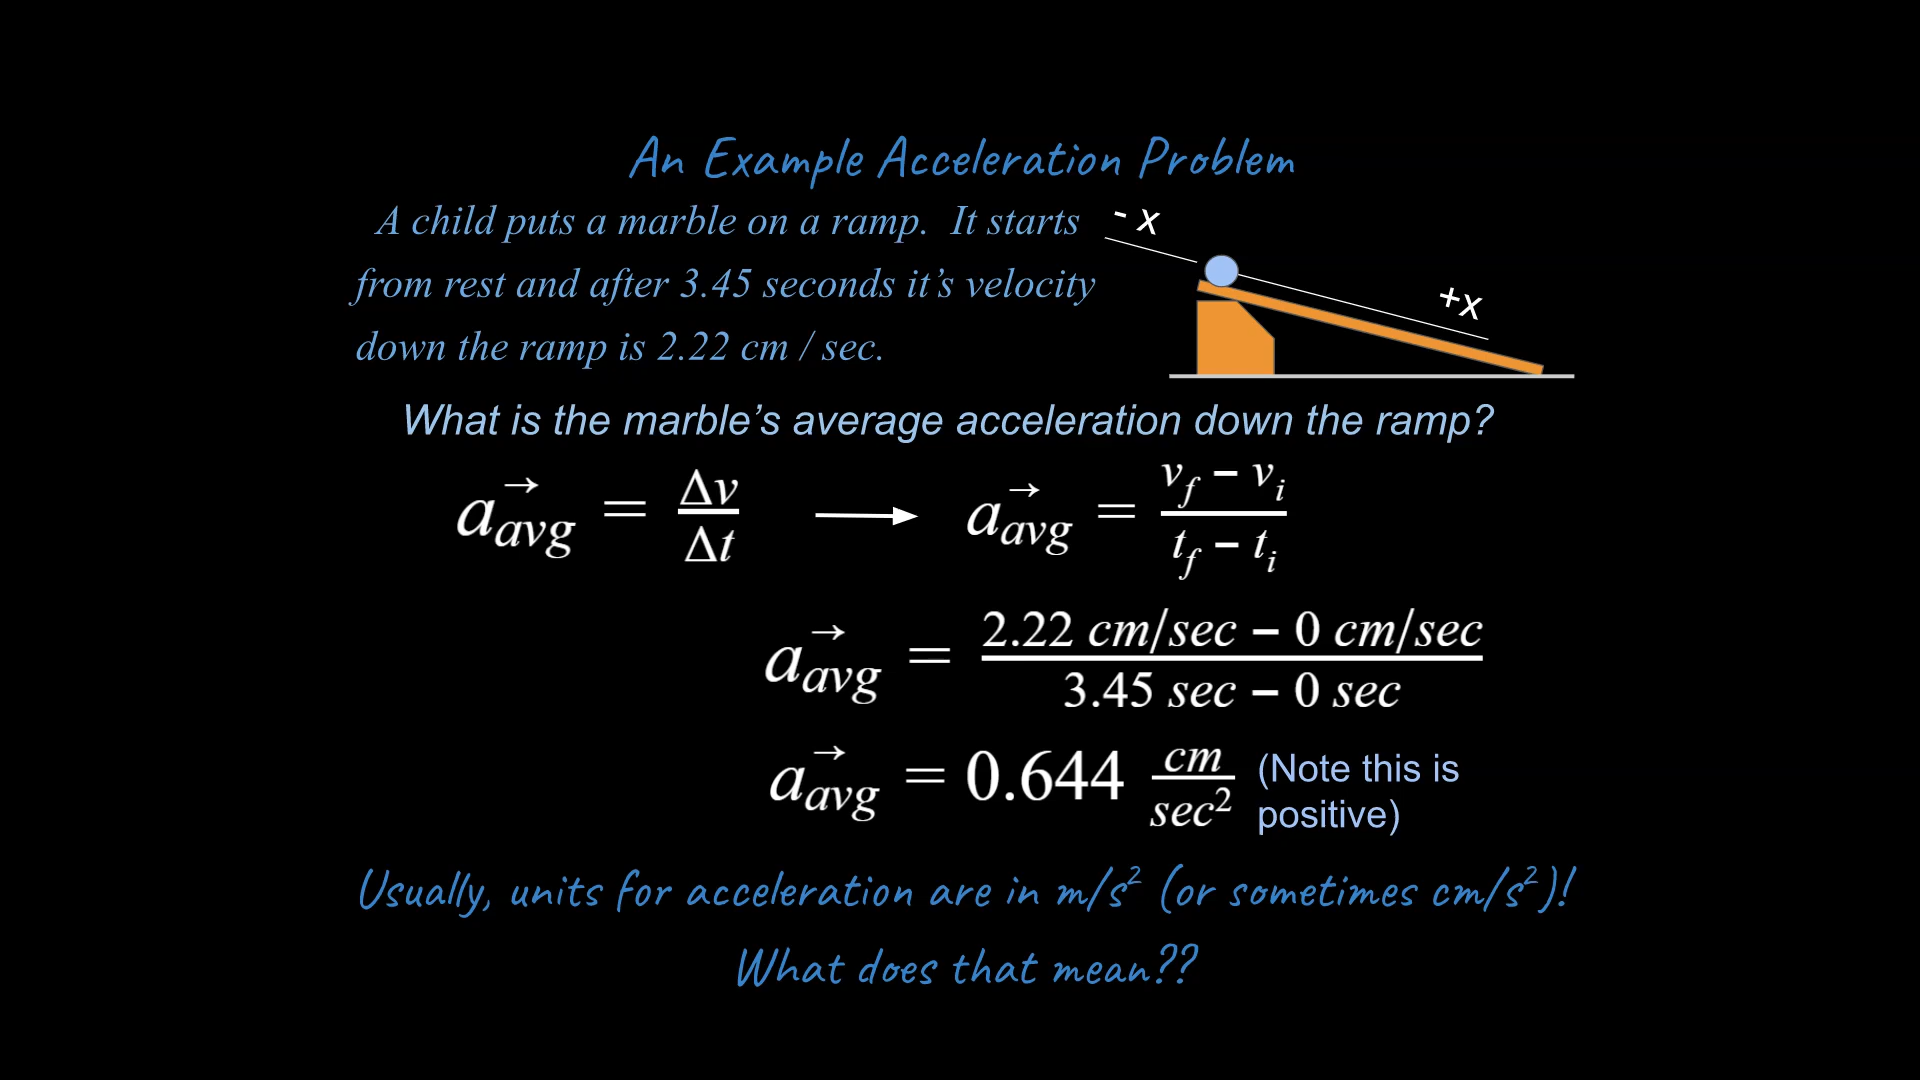 An Example Acceleration Problem
A child puts a marble on a ramp. It starts
from rest and after 3.45 seconds it's velocity
down the ramp is 2.22 cm / sec.
- x
+x
What is the marble's average acceleration down the ramp?
a⃗avg = Δv/Δt → a⃗avg = (vf − vi)/(tf − ti)
a⃗avg = (2.22 cm/sec − 0 cm/sec)/(3.45 sec − 0 sec)
a⃗avg = 0.644 cm/sec² (Note this is
positive)
Usually, units for acceleration are in m/s² (or sometimes cm/s²)!
What does that mean??